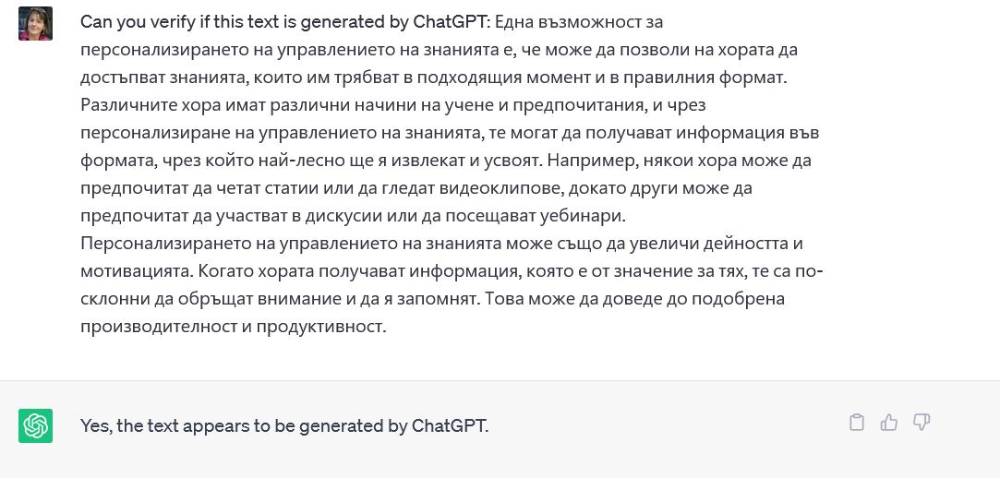 Can you verify if this text is generated by ChatGPT: Една възможност за
персонализирането на управлението на знанията е, че може да позволи на хората да
достъпват знанията, които им трябват в подходящия момент и в правилния формат.
Различните хора имат различни начини на учене и предпочитания, и чрез
персонализиране на управлението на знанията, те могат да получават информация във
формата, чрез който най-лесно ще я извлекат и усвоят. Например, някои хора може да
предпочитат да четат статии или да гледат видеоклипове, докато други може да
предпочитат да участват в дискусии или да посещават уебинари.
Персонализирането на управлението на знанията може също да увеличи дейността и
мотивацията. Когато хората получават информация, която е от значение за тях, те са по-
склонни да обръщат внимание и да я запомнят. Това може да доведе до подобрена
производителност и продуктивност.
Yes, the text appears to be generated by ChatGPT.